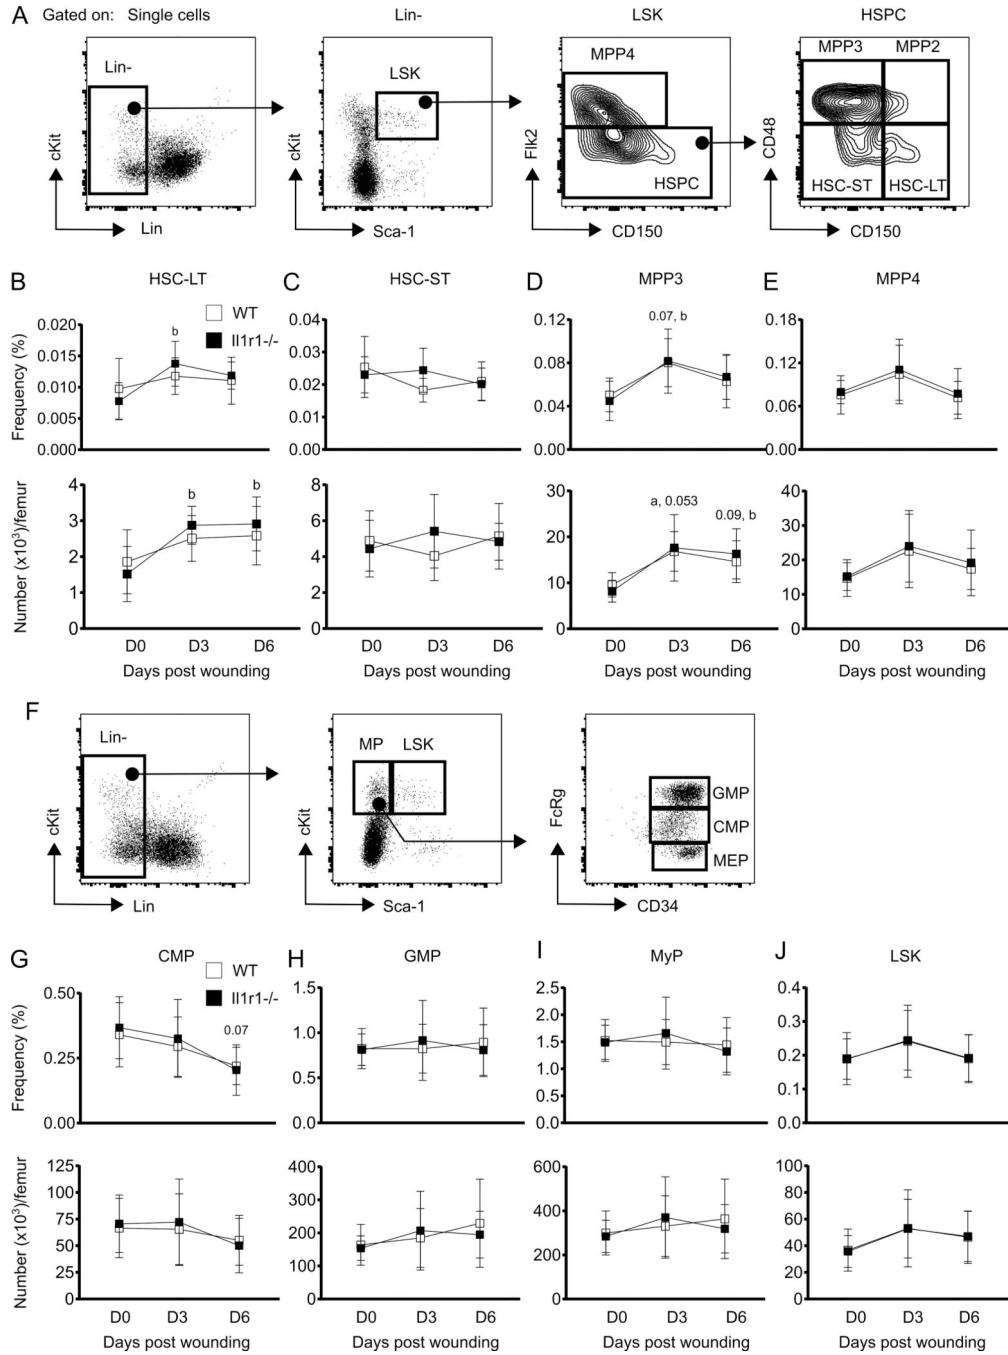 A Gated on: Single cells Lin- LSK HSPC
Lin- LSK MPP4 HSPC MPP3 MPP2 HSC-ST HSC-LT
cKit cKit Flk2 CD48
Lin Sca-1 CD150 CD150
B HSC-LT C HSC-ST D MPP3 E MPP4
WT
Il1r1-/-
Frequency (%)
0.020 0.015 0.010 0.005 0.000
b
0.04 0.03 0.02 0.01 0.00
0.12 0.08 0.04 0.00
0.07, b
0.18 0.12 0.06 0.00
Number (x10³)/femur
4 3 2 1 0
b b
8 6 4 2 0
30 20 10 0
a, 0.053 0.09, b
40 30 20 10 0
D0 D3 D6 D0 D3 D6 D0 D3 D6 D0 D3 D6
Days post wounding Days post wounding Days post wounding Days post wounding
F
Lin- MP LSK GMP CMP MEP
cKit cKit FcRg
Lin Sca-1 CD34
G CMP H GMP I MyP J LSK
WT
Il1r1-/-
Frequency (%)
0.50 0.25 0.00
0.07
1.5 1.0 0.5 0.0
2.5 2.0 1.5 1.0 0.5 0.0
0.4 0.3 0.2 0.1 0.0
Number (x10^3)/femur
125 100 75 50 25 0
400 300 200 100 0
600 400 200 0
100 80 60 40 20 0
D0 D3 D6 D0 D3 D6 D0 D3 D6 D0 D3 D6
Days post wounding Days post wounding Days post wounding Days post wounding